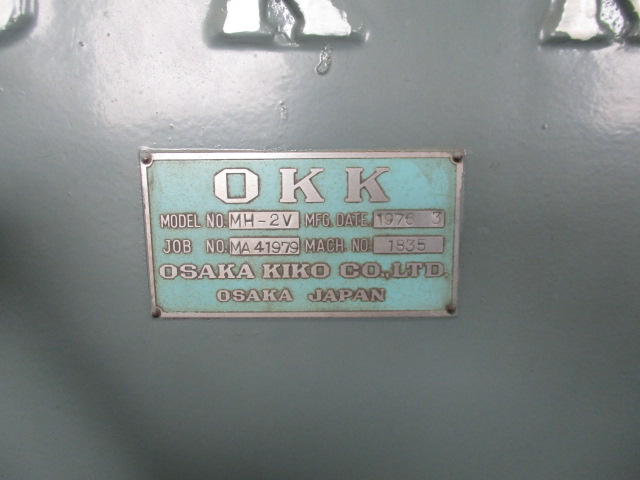 K K
OKK
MODEL NO. MH-2V MFG. DATE 1976 3
JOB NO. MA 41979 MACH. NO. 1835
OSAKA KIKO CO., LTD.
OSAKA JAPAN